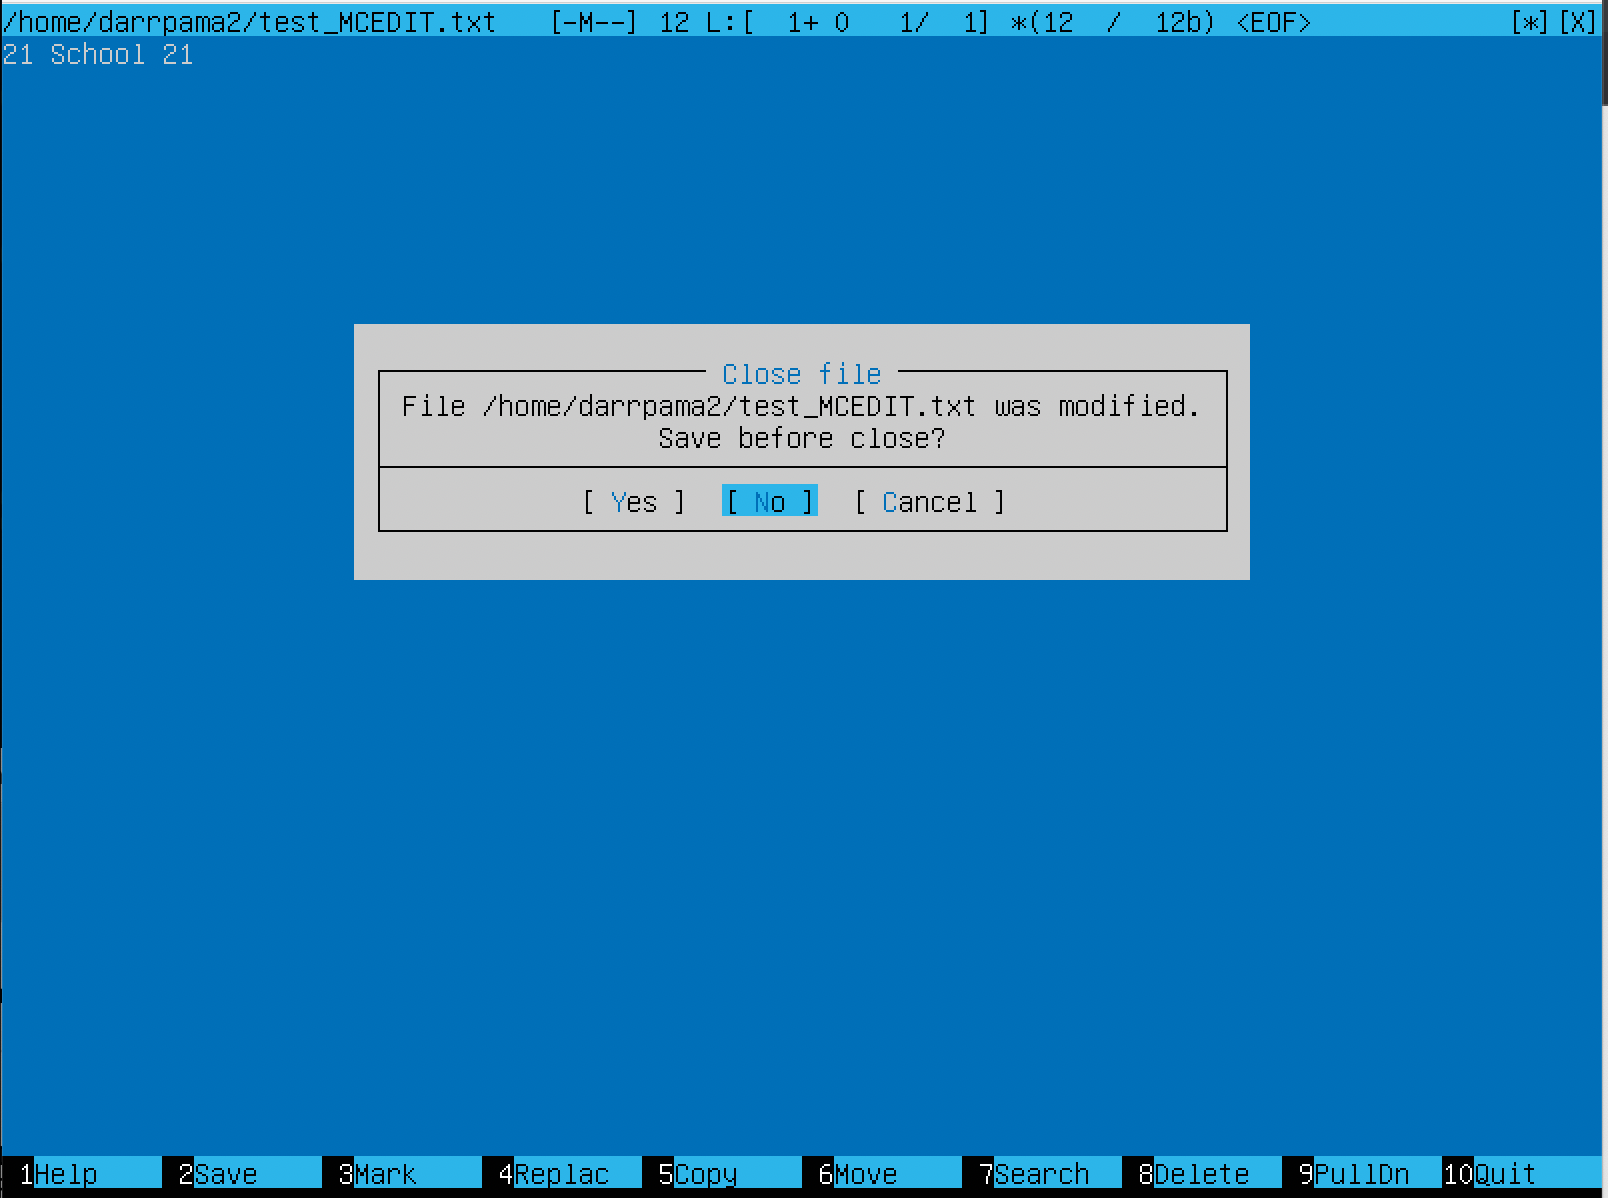 /home/darrpama2/test_MCEDIT.txt   [-M--] 12 L:[  1+ 0   1/  1] *(12  /  12b) <EOF>   [*][X]
21 School 21
Close file
File /home/darrpama2/test_MCEDIT.txt was modified.
Save before close?
[ Yes ]  [ No ]  [ Cancel ]
1Help  2Save  3Mark  4Replac  5Copy  6Move  7Search  8Delete  9PullDn  10Quit